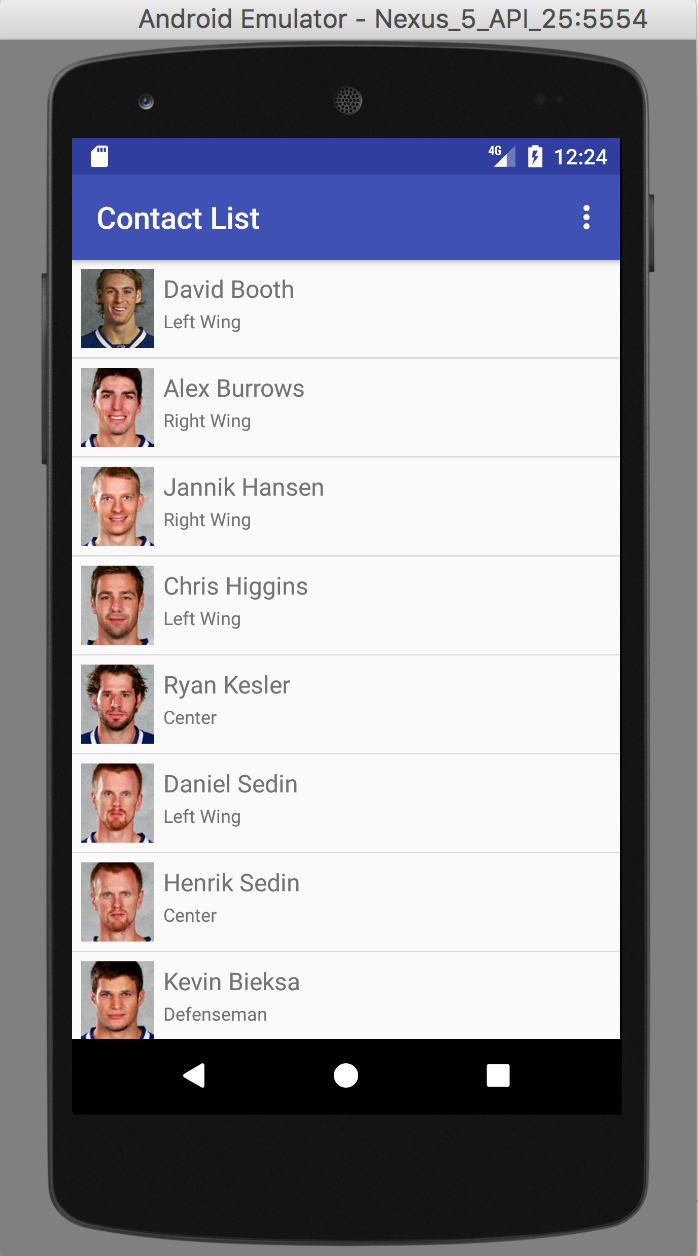 Android Emulator - Nexus_5_API_25:5554
4G 12:24
Contact List
David Booth
Left Wing
Alex Burrows
Right Wing
Jannik Hansen
Right Wing
Chris Higgins
Left Wing
Ryan Kesler
Center
Daniel Sedin
Left Wing
Henrik Sedin
Center
Kevin Bieksa
Defenseman